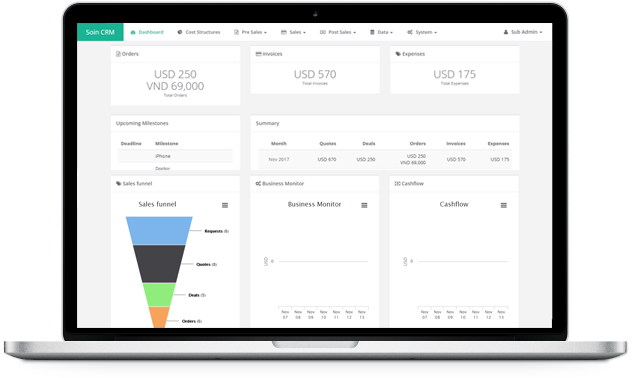 Soin CRM Dashboard Cost Structures Pre Sales Sales Post Sales Data System Sub Admin
Orders
USD 250
VND 69,000
Total Orders
Invoices
USD 570
Total Invoices
Expenses
USD 175
Total Expenses
Upcoming Milestones
Deadline Milestone
iPhone
Summary
Month Quotes Deals Orders Invoices Expenses
Nov 2017 USD 670 USD 250 USD 250 USD 570 USD 175
VND 69,000
Sales funnel
Sales funnel
Requests (8)
Quotes (8)
Deals (5)
Orders (6)
Business Monitor
Business Monitor
USD
0
Nov 07 Nov 08 Nov 09 Nov 10 Nov 11 Nov 12 Nov 13
Cashflow
Cashflow
USD
0
Nov 07 Nov 08 Nov 09 Nov 10 Nov 11 Nov 12 Nov 13